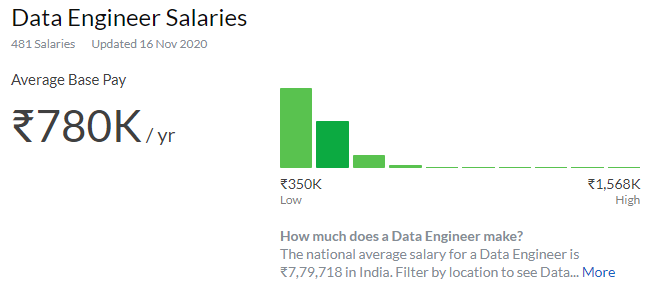 Data Engineer Salaries
481 Salaries Updated 16 Nov 2020
Average Base Pay
₹780K / yr
₹350K ₹1,568K
Low High
How much does a Data Engineer make?
The national average salary for a Data Engineer is
₹7,79,718 in India. Filter by location to see Data... More